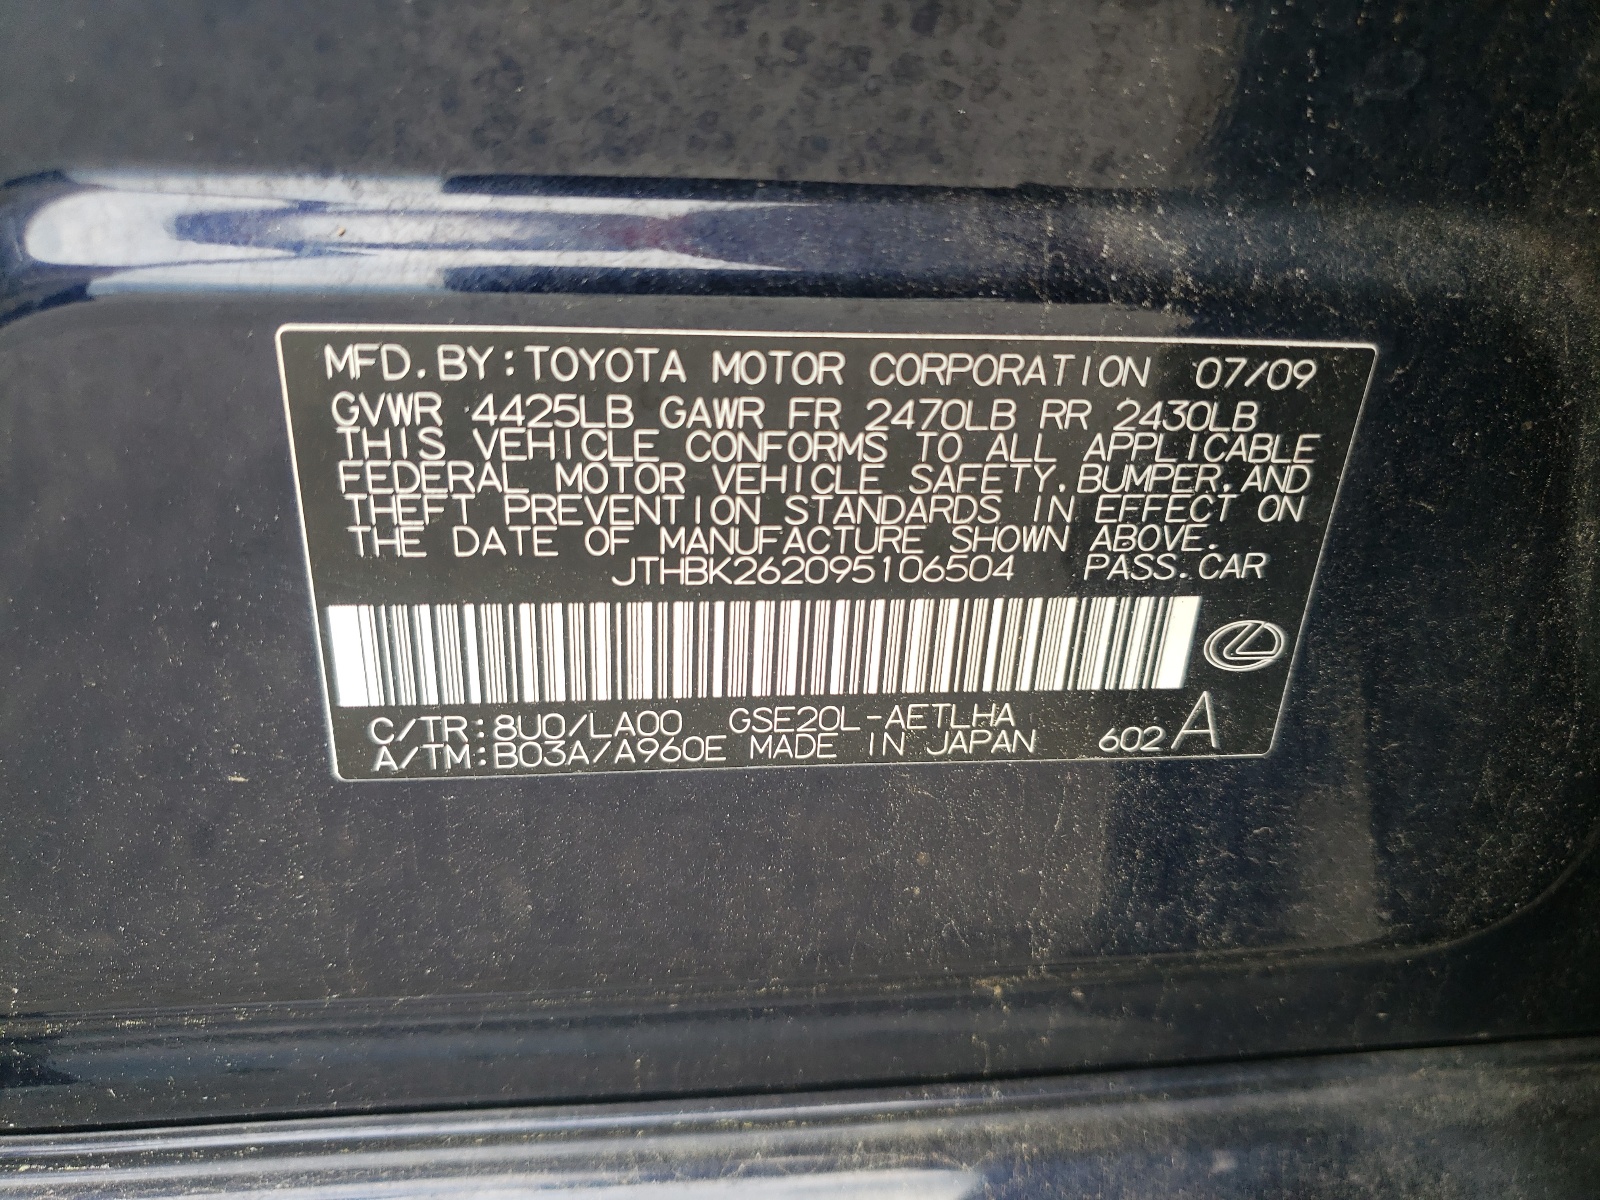 MFD. BY: TOYOTA MOTOR CORPORATION 07/09
GVWR 4425LB GAWR FR 2470LB RR 2430LB
THIS VEHICLE CONFORMS TO ALL APPLICABLE
FEDERAL MOTOR VEHICLE SAFETY, BUMPER, AND
THEFT PREVENTION STANDARDS IN EFFECT ON
THE DATE OF MANUFACTURE SHOWN ABOVE.
JTHBK262095106504 PASS. CAR
C/TR: 8U0/LA00 GSE20L-AETLHA
A/TM: B03A/A960E MADE IN JAPAN 602 A